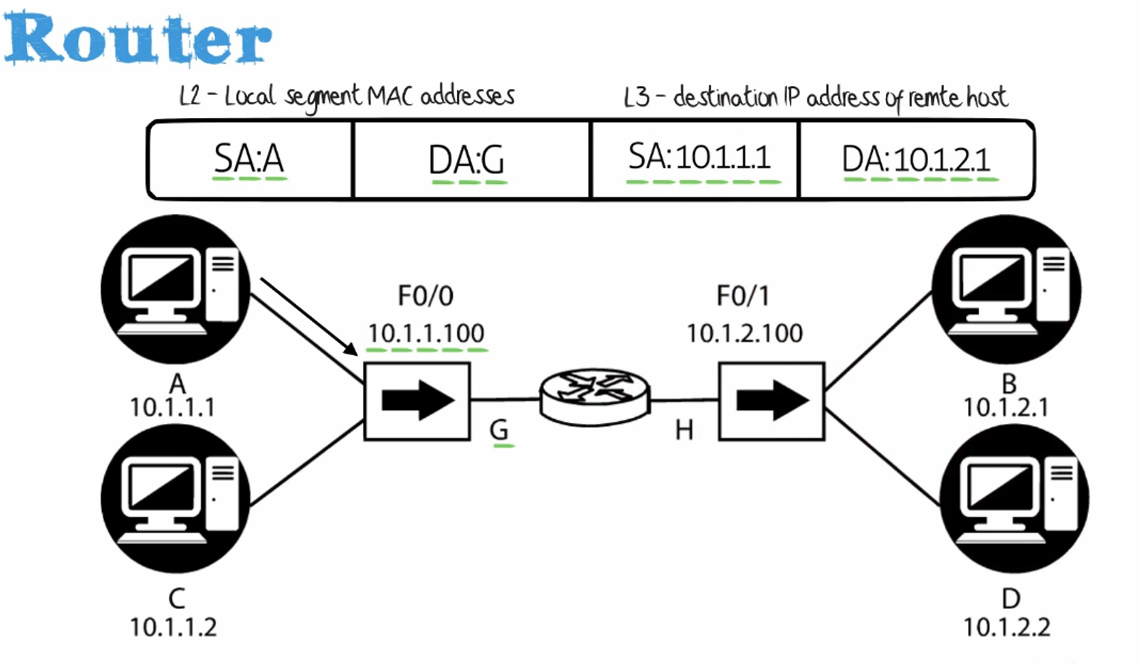 Router
L2 - Local segment MAC addresses
L3 - destination IP address of remte host
SA:A
DA:G
SA:10.1.1.1
DA:10.1.2.1
F0/0
10.1.1.100
F0/1
10.1.2.100
A
10.1.1.1
B
10.1.2.1
G
H
C
10.1.1.2
D
10.1.2.2